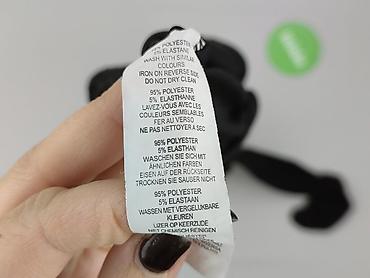 95% POLYESTER
5% ELASTANE
WASH WITH SIMILAR
COLOURS
IRON ON REVERSE SIDE
DO NOT DRY CLEAN
95% POLYESTER
5% ELASTHANNE
LAVEZ-VOUS AVEC LES
COULEURS SEMBLABLES
FER AU VERSO
NE PAS NETTOYER A SEC
95% POLYESTER
5% ELASTHAN
WASCHEN SIE SICH MIT
ÄHNLICHEN FARBEN
EISEN AUF DER RÜCKSEITE
TROCKNEN SIE SAUBER NICHT
95% POLYESTER
5% ELASTAAN
WASSEN MET VERGELIJKBARE
KLEUREN
IJZER OP KEERZIJDE
NIET CHEMISCH REINIGEN